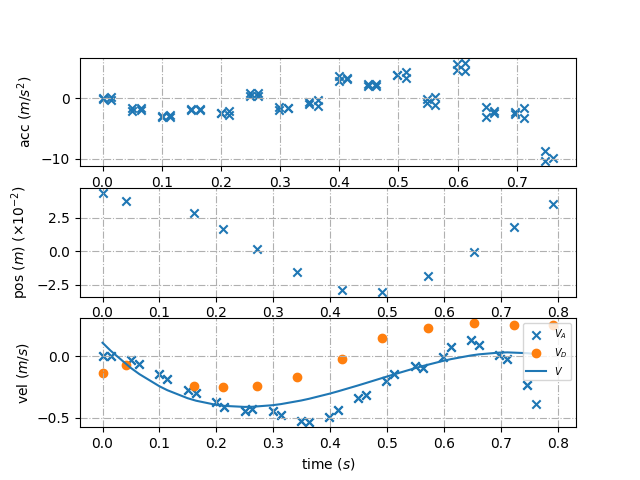 acc (m/s²)
0
−10
0.0 0.1 0.2 0.3 0.4 0.5 0.6 0.7
pos (m) (×10⁻²)
2.5
0.0
−2.5
0.0 0.1 0.2 0.3 0.4 0.5 0.6 0.7 0.8
vel (m/s)
0.0
−0.5
V_A
V_D
V
0.0 0.1 0.2 0.3 0.4 0.5 0.6 0.7 0.8
time (s)